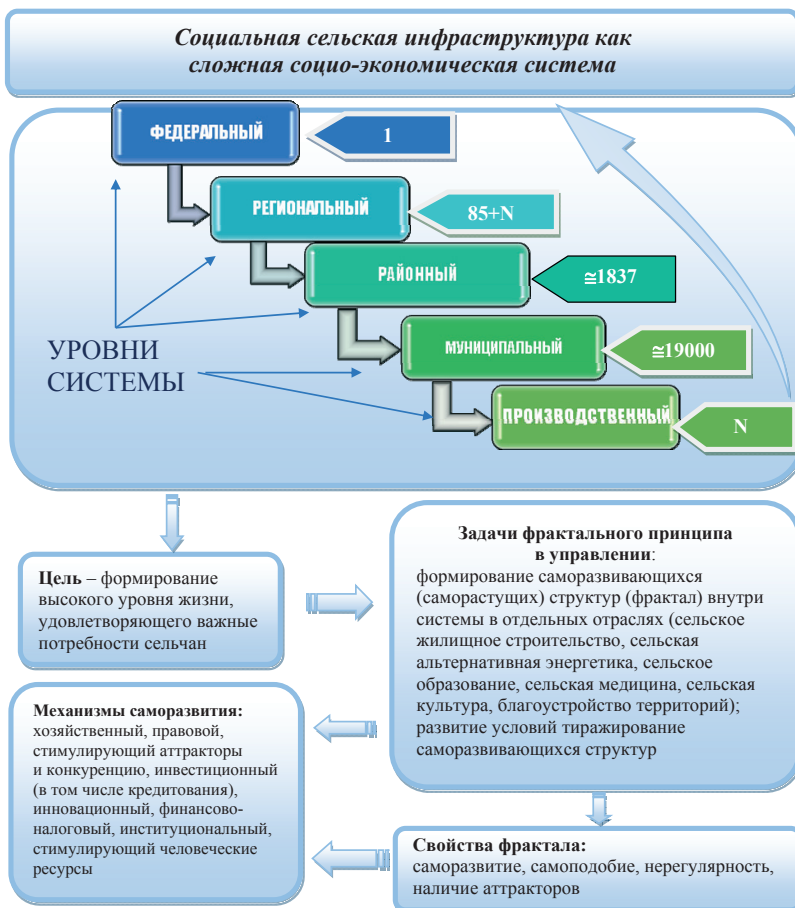 Социальная сельская инфраструктура как
сложная социо-экономическая система
ФЕДЕРАЛЬНЫЙ
1
РЕГИОНАЛЬНЫЙ
85+N
РАЙОННЫЙ
≅1837
МУНИЦИПАЛЬНЫЙ
≅19000
ПРОИЗВОДСТВЕННЫЙ
N
УРОВНИ
СИСТЕМЫ
Цель – формирование
высокого уровня жизни,
удовлетворяющего важные
потребности сельчан
Задачи фрактального принципа
в управлении:
формирование саморазвивающихся
(саморастущих) структур (фрактал) внутри
системы в отдельных отраслях (сельское
жилищное строительство, сельская
альтернативная энергетика, сельское
образование, сельская медицина, сельская
культура, благоустройство территорий);
развитие условий тиражирование
саморазвивающихся структур
Механизмы саморазвития:
хозяйственный, правовой,
стимулирующий аттракторы
и конкуренцию, инвестиционный
(в том числе кредитования),
инновационный, финансово-
налоговый, институциональный,
стимулирующий человеческие
ресурсы
Свойства фрактала:
саморазвитие, самоподобие, нерегулярность,
наличие аттракторов